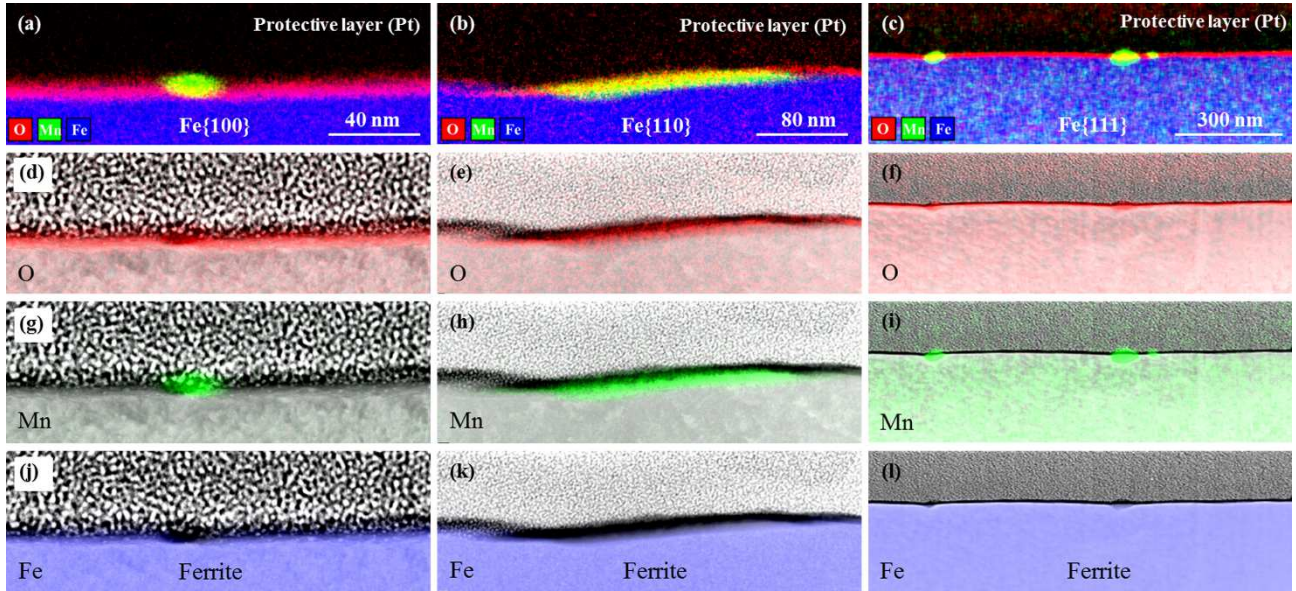 (a) Protective layer (Pt)
O Mn Fe Fe{100} 40 nm
(b) Protective layer (Pt)
O Mn Fe Fe{110} 80 nm
(c) Protective layer (Pt)
O Mn Fe Fe{111} 300 nm
(d)
O
(e)
O
(f)
O
(g)
Mn
(h)
Mn
(i)
Mn
(j)
Fe Ferrite
(k)
Fe Ferrite
(l)
Fe Ferrite